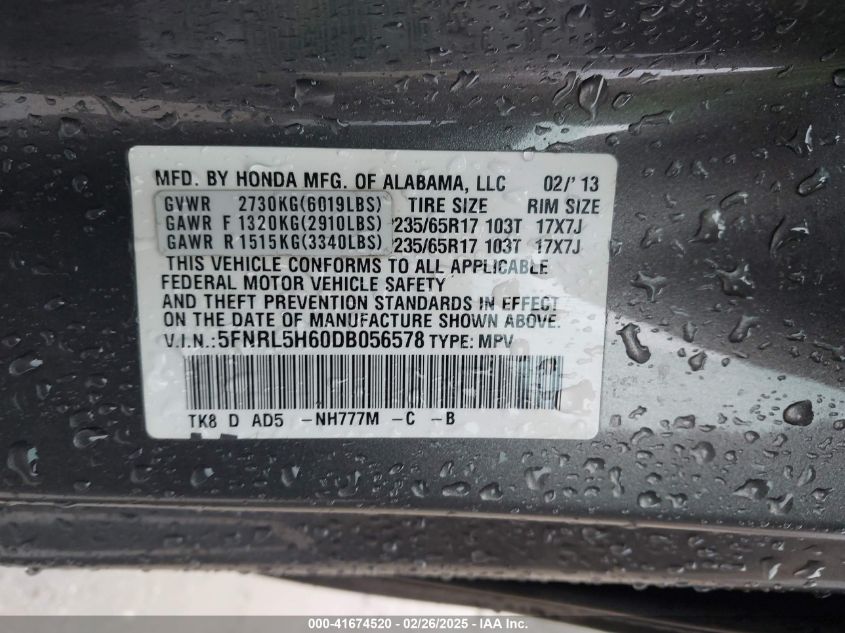 MFD. BY HONDA MFG. OF ALABAMA, LLC 02/'13
GVWR 2730KG(6019LBS) TIRE SIZE RIM SIZE
GAWR F 1320KG(2910LBS) 235/65R17 103T 17X7J
GAWR R 1515KG(3340LBS) 235/65R17 103T 17X7J
THIS VEHICLE CONFORMS TO ALL APPLICABLE
FEDERAL MOTOR VEHICLE SAFETY
AND THEFT PREVENTION STANDARDS IN EFFECT
ON THE DATE OF MANUFACTURE SHOWN ABOVE.
V.I.N.:5FNRL5H60DB056578 TYPE: MPV
TK8 D AD5 -NH777M -C -B
000-41674520 - 02/26/2025 - IAA Inc.